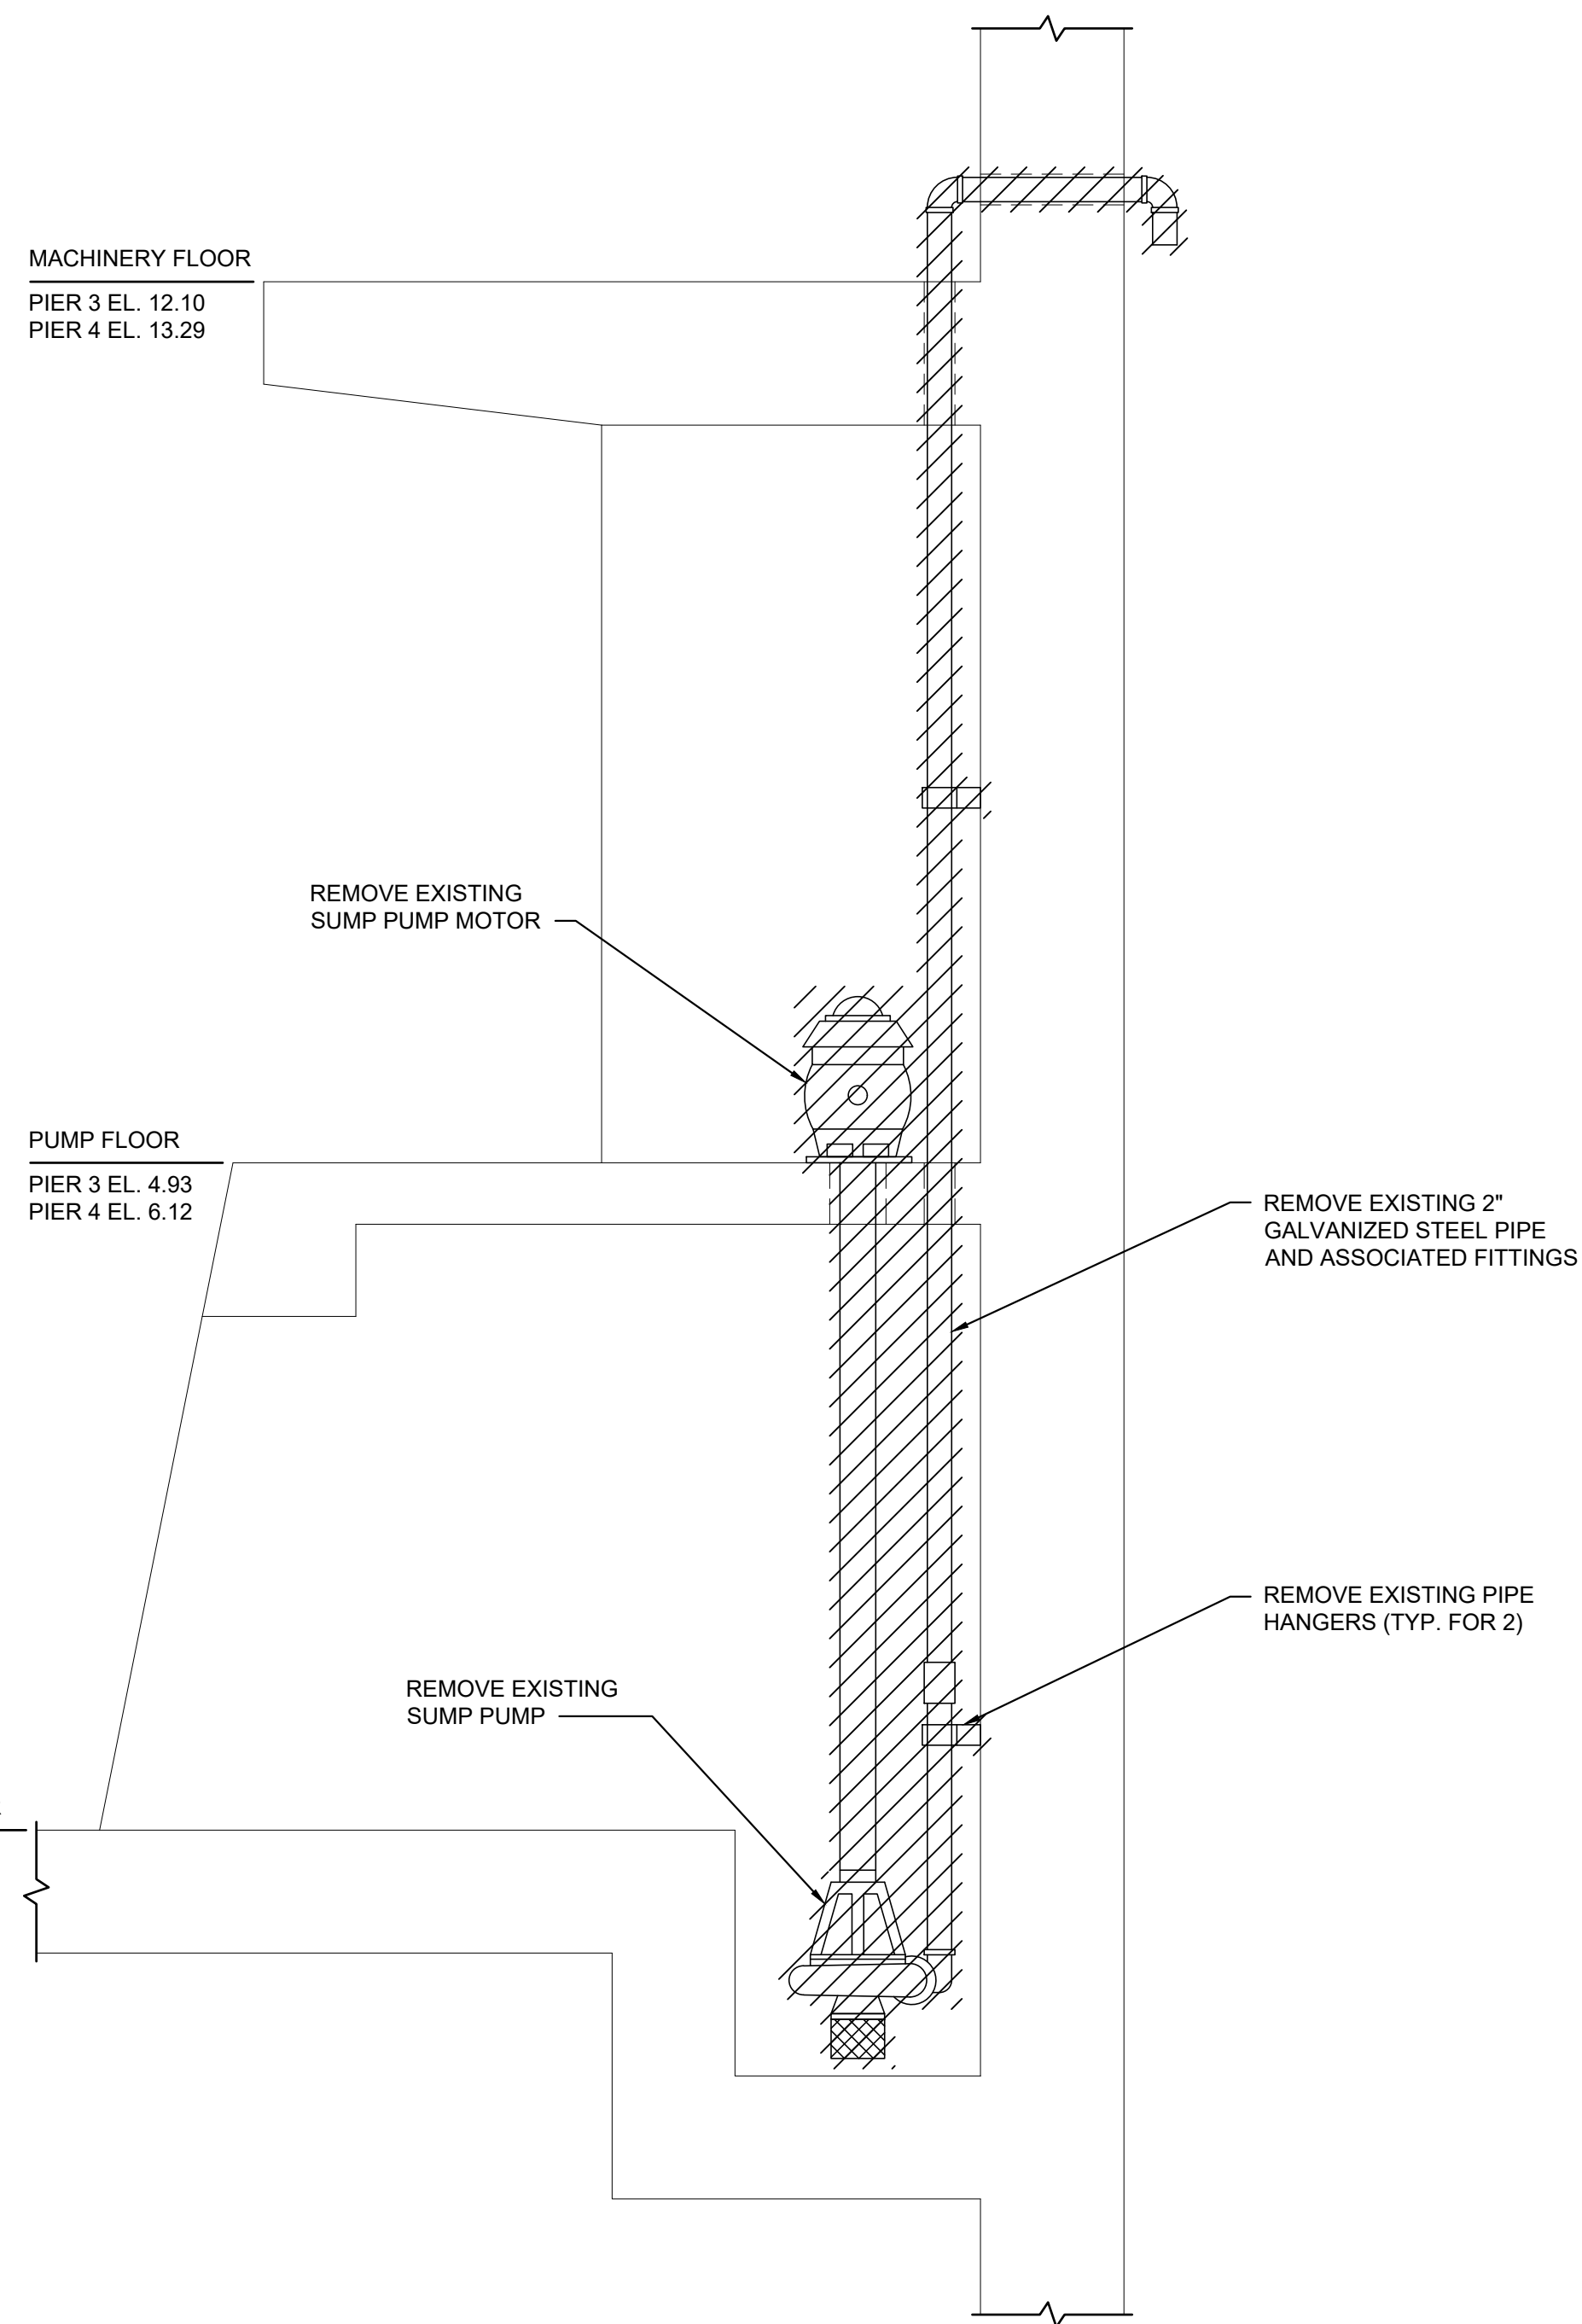 MACHINERY FLOOR
PIER 3 EL. 12.10
PIER 4 EL. 13.29
REMOVE EXISTING
SUMP PUMP MOTOR
PUMP FLOOR
PIER 3 EL. 4.93
PIER 4 EL. 6.12
REMOVE EXISTING 2"
GALVANIZED STEEL PIPE
AND ASSOCIATED FITTINGS
REMOVE EXISTING PIPE
HANGERS (TYP. FOR 2)
REMOVE EXISTING
SUMP PUMP